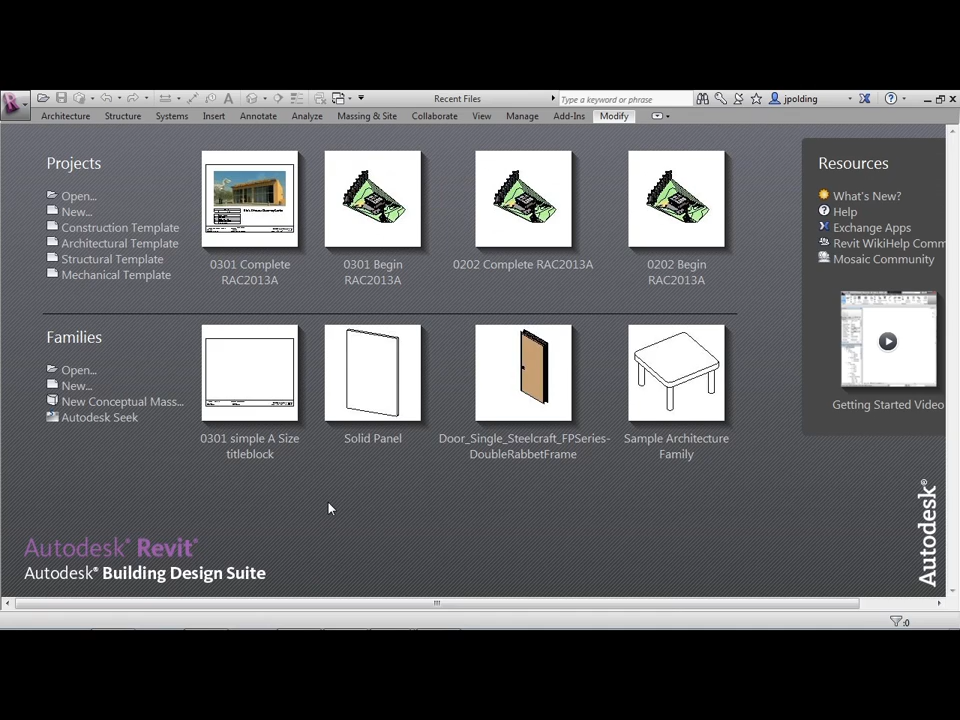 Recent Files
Type a keyword or phrase
jpolding
Architecture
Structure
Systems
Insert
Annotate
Analyze
Massing & Site
Collaborate
View
Manage
Add-Ins
Modify
Projects
Open...
New...
Construction Template
Architectural Template
Structural Template
Mechanical Template
0301 Complete
RAC2013A
0301 Begin
RAC2013A
0202 Complete RAC2013A
0202 Begin
RAC2013A
Resources
What's New?
Help
Exchange Apps
Revit WikiHelp Comm
Mosaic Community
Getting Started Video
Families
Open...
New...
New Conceptual Mass...
Autodesk Seek
0301 simple A Size
titleblock
Solid Panel
Door_Single_Steelcraft_FPSeries-
DoubleRabbetFrame
Sample Architecture
Family
Autodesk® Revit®
Autodesk® Building Design Suite
Autodesk®
:0